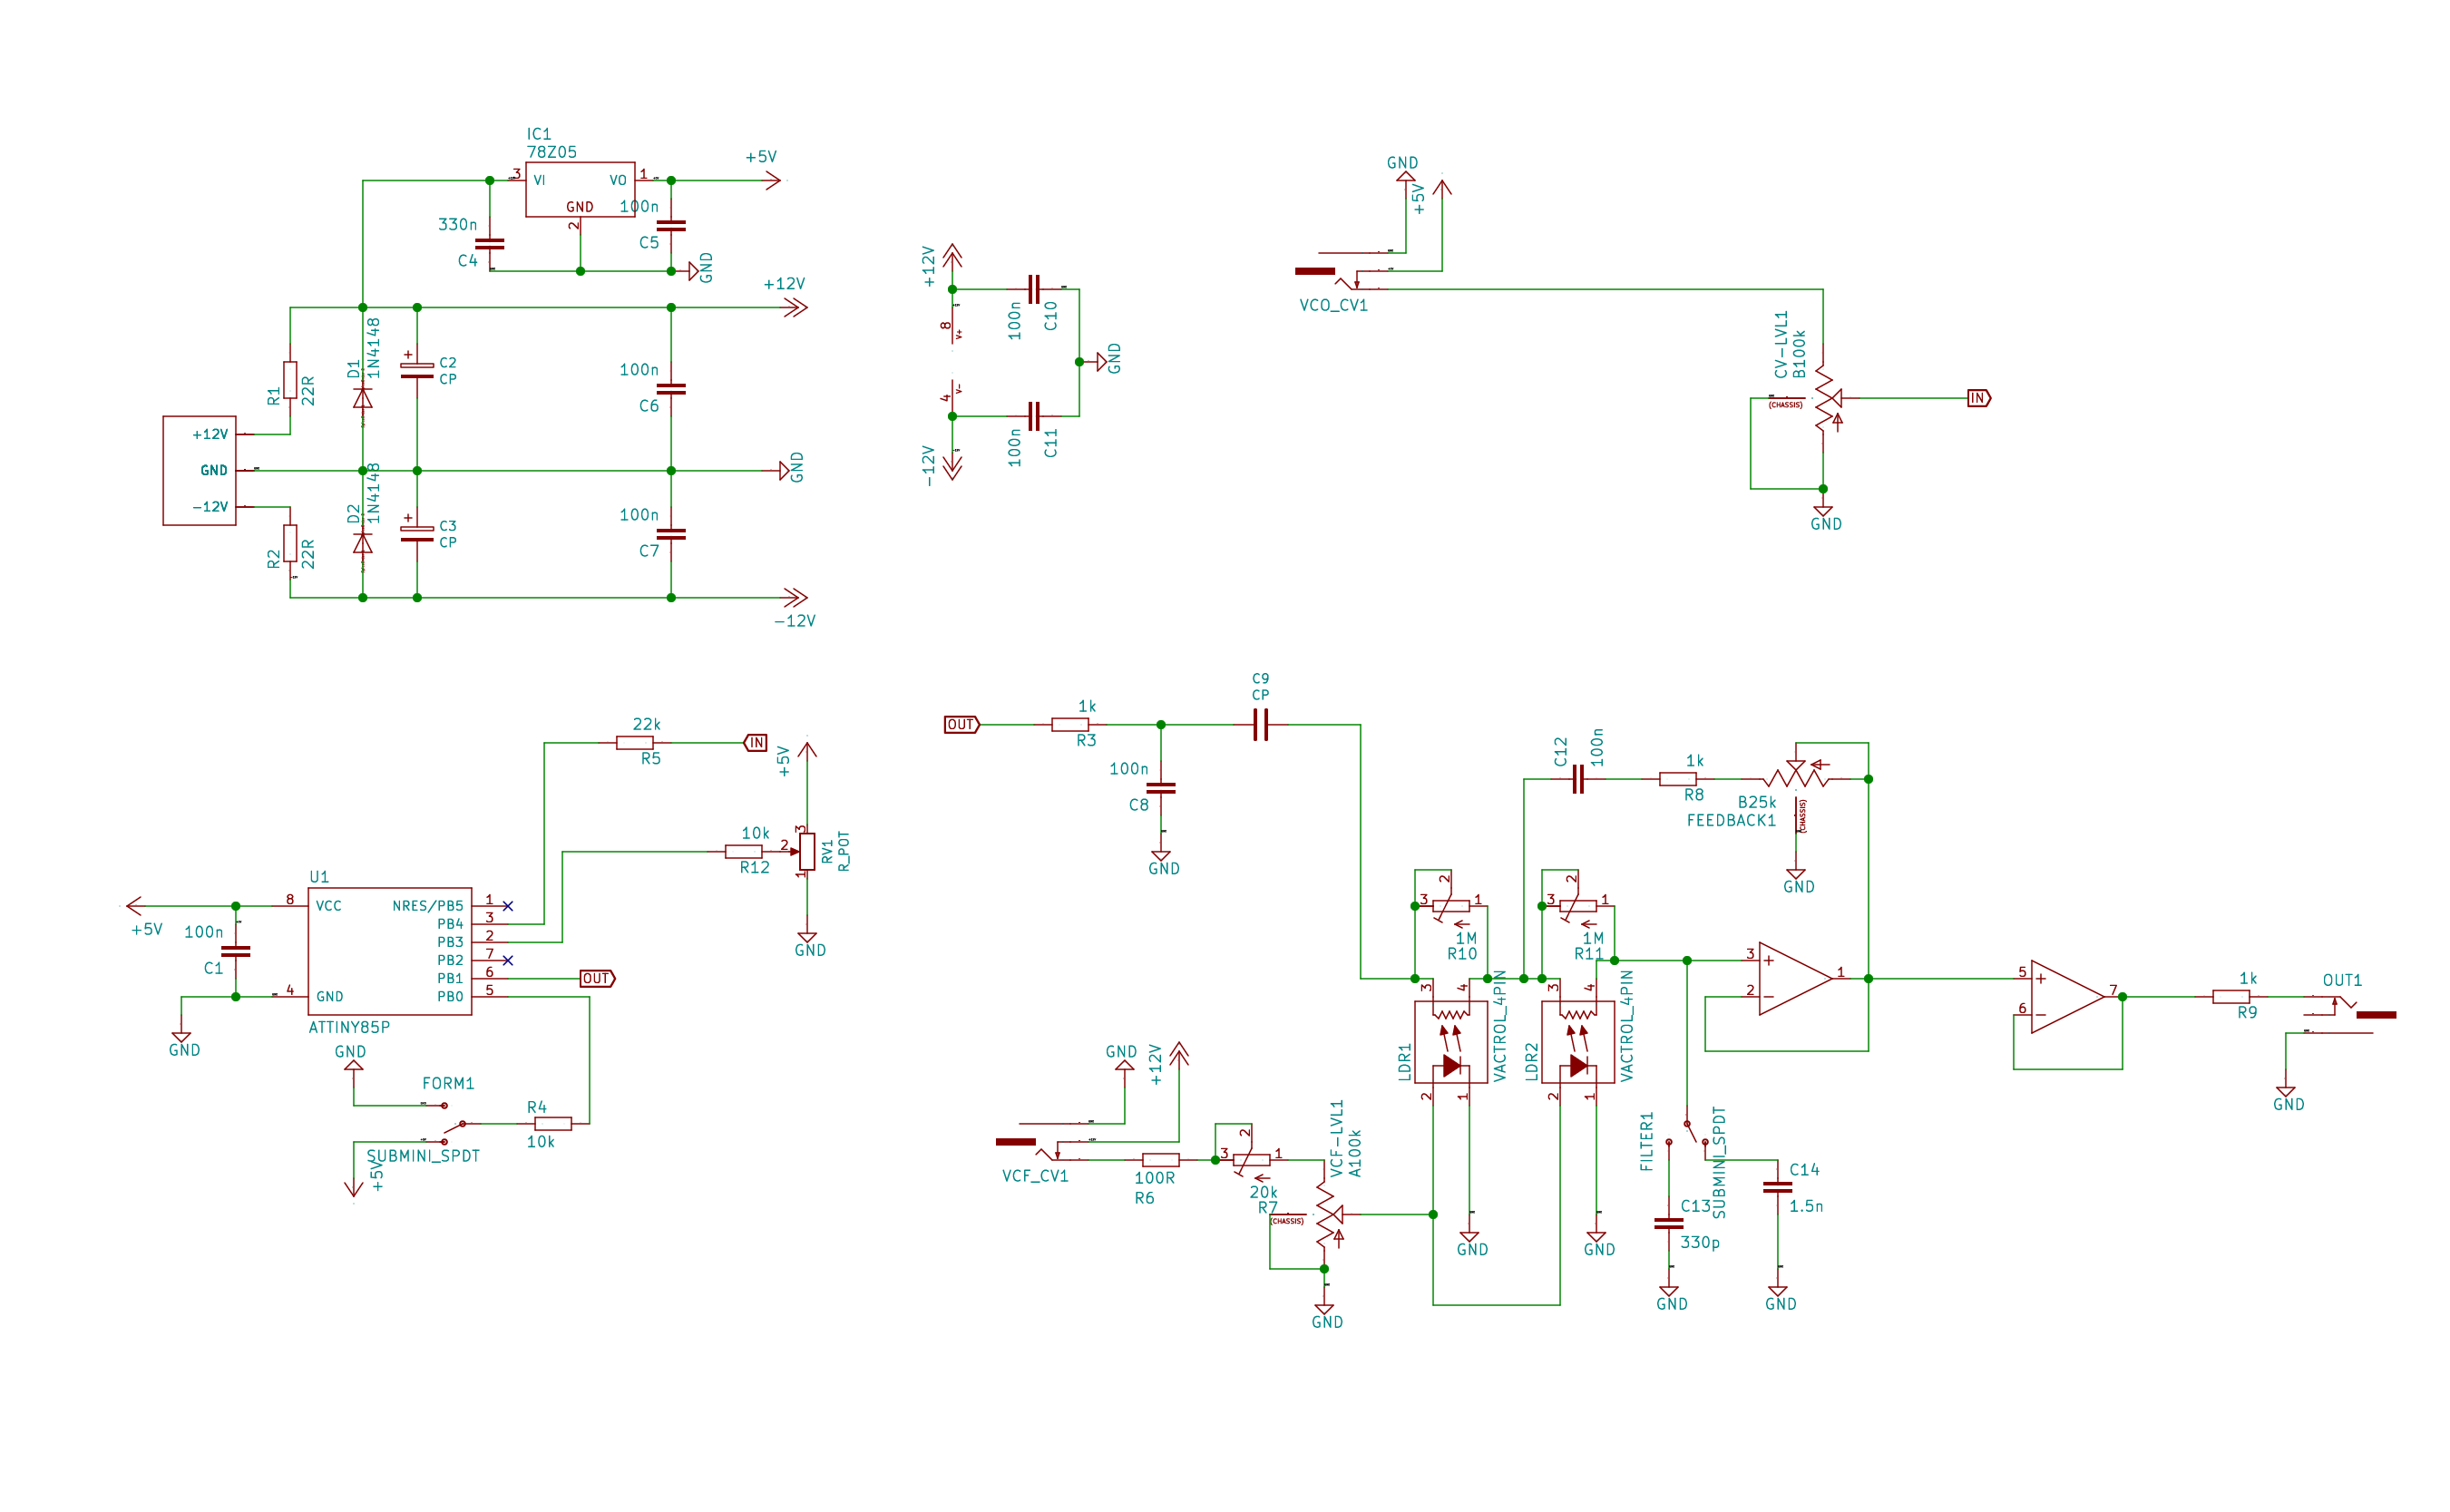 IC1
78Z05
3
VI
VO
1
GND
2
+5V
330n
C4
100n
C5
GND
+12V
R1
22R
D1
1N4148
+
C2
CP
100n
C6
+12V
GND
-12V
GND
R2
22R
D2
1N4148
+
C3
CP
100n
C7
-12V
+12V
8
V+
100n
C10
GND
4
V-
100n
C11
-12V
GND
+5V
VCO_CV1
CV-LVL1
B100k
(CHASSIS)
IN
GND
22k
R5
IN
+5V
10k
R12
2
3
1
RV1
R_POT
GND
U1
8
VCC
NRES/PB5
1
PB4
3
PB3
2
PB2
7
PB1
6
OUT
4
GND
PB0
5
ATTINY85P
+5V
100n
C1
GND
GND
FORM1
R4
10k
SUBMINI_SPDT
+5V
OUT
1k
R3
C9
CP
100n
C8
GND
C12
100n
1k
R8
B25k
FEEDBACK1
(CHASSIS)
GND
2
3
1
1M
R10
2
3
1
1M
R11
3
4
LDR1
VACTROL_4PIN
2
1
3
4
LDR2
VACTROL_4PIN
2
1
GND
GND
3
+
2
-
1
5
+
6
-
7
1k
R9
OUT1
GND
GND
+12V
VCF_CV1
100R
R6
2
3
1
20k
R7
VCF-LVL1
A100k
(CHASSIS)
GND
FILTER1
SUBMINI_SPDT
C13
330p
GND
C14
1.5n
GND